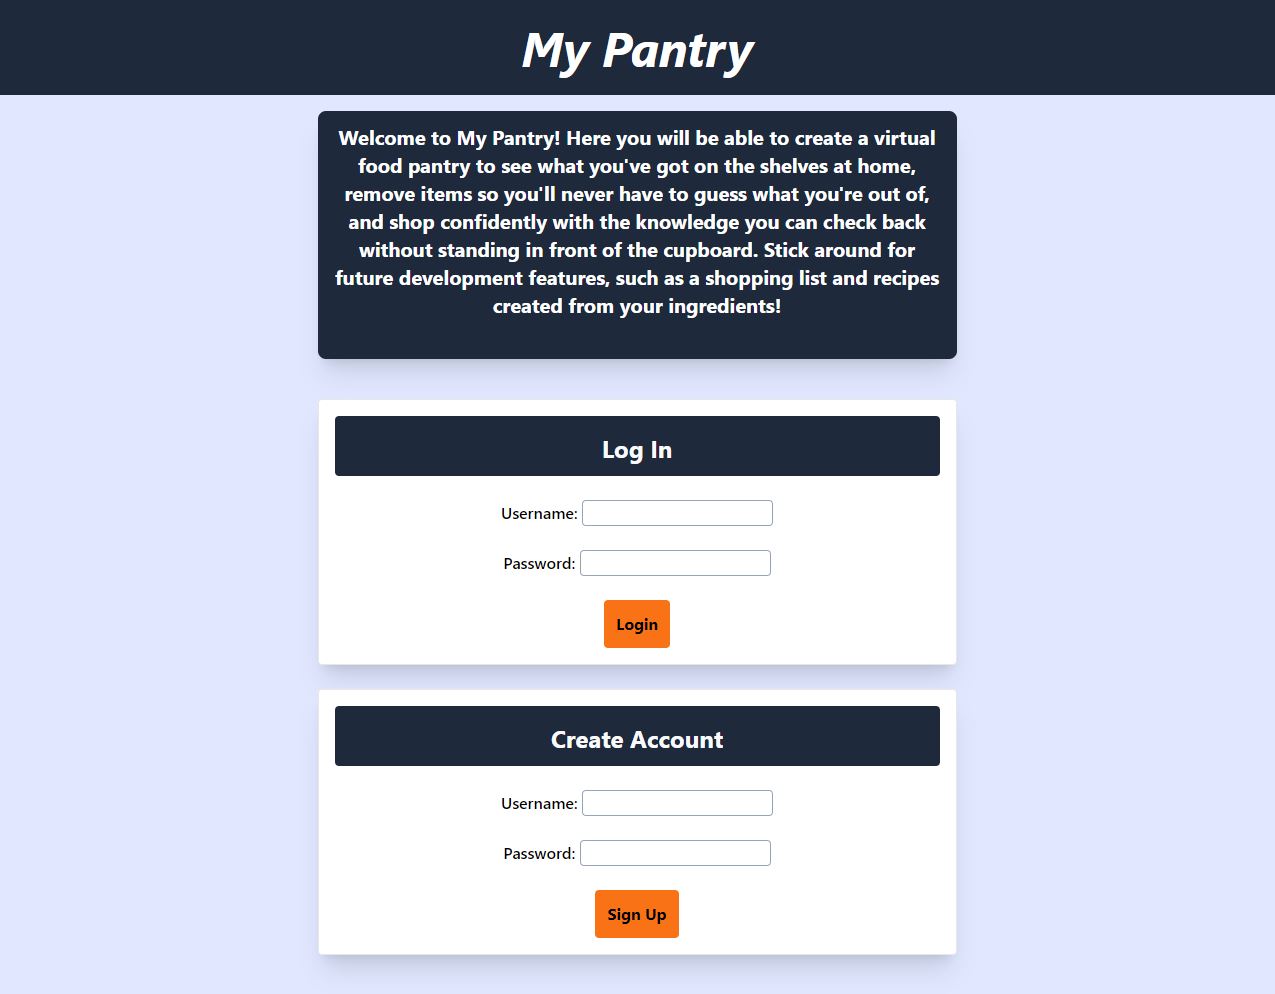 My Pantry
Welcome to My Pantry! Here you will be able to create a virtual
food pantry to see what you've got on the shelves at home,
remove items so you'll never have to guess what you're out of,
and shop confidently with the knowledge you can check back
without standing in front of the cupboard. Stick around for
future development features, such as a shopping list and recipes
created from your ingredients!
Log In
Username:
Password:
Login
Create Account
Username:
Password:
Sign Up